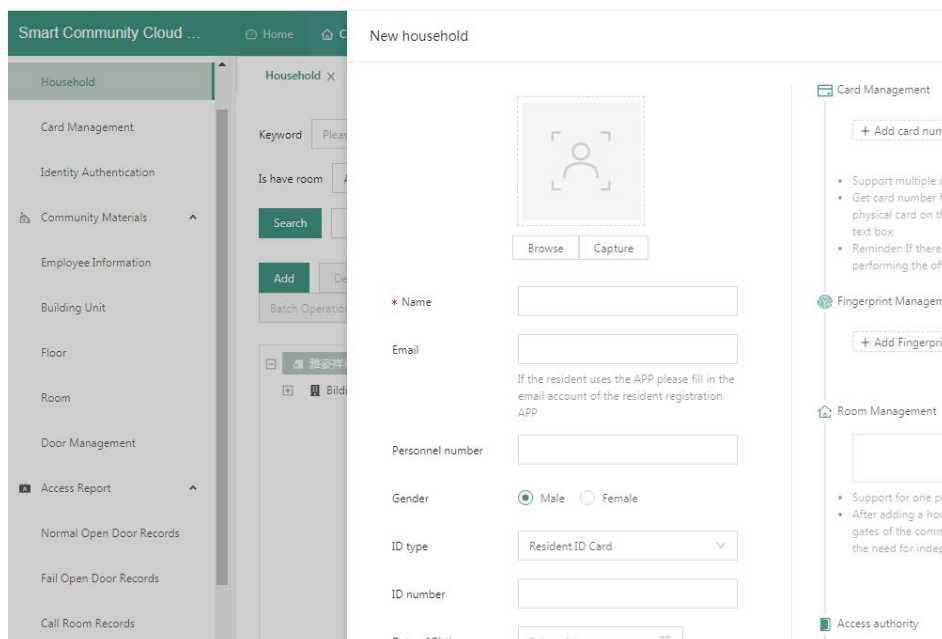 Smart Community Cloud ...
Home
New household
Household
Household
Card Management
Keyword
Identity Authentication
Is have room
Community Materials
Search
Employee Information
Add
Building Unit
Batch Operation
Floor
Room
Door Management
Access Report
Normal Open Door Records
Fail Open Door Records
Call Room Records
Browse Capture
* Name
Email
If the resident uses the APP please fill in the
email account of the resident registration
APP
Personnel number
Gender Male Female
ID type Resident ID Card
ID number
Card Management
+ Add card num
Support multiple
Get card number
physical card on
text box;
Reminder: If there
performing the
Fingerprint Managem
+ Add Fingerpri
Room Management
Support for one
After adding a
gates of the
the need for
Access authority